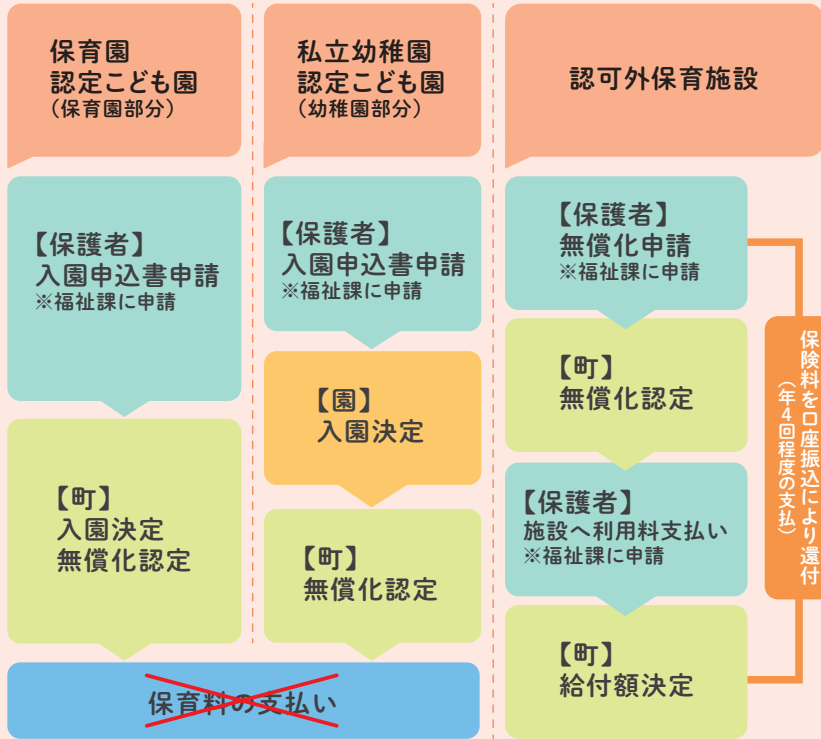 保育園
認定こども園
（保育園部分）
【保護者】
入園申込書申請
※福祉課に申請
【町】
入園決定
無償化認定
私立幼稚園
認定こども園
（幼稚園部分）
【保護者】
入園申込書申請
※福祉課に申請
【園】
入園決定
【町】
無償化認定
保育料の支払い
認可外保育施設
【保護者】
無償化申請
※福祉課に申請
【町】
無償化認定
【保護者】
施設へ利用料支払い
※福祉課に申請
【町】
給付額決定
保険料を口座振込により還付
（年4回程度の支払）